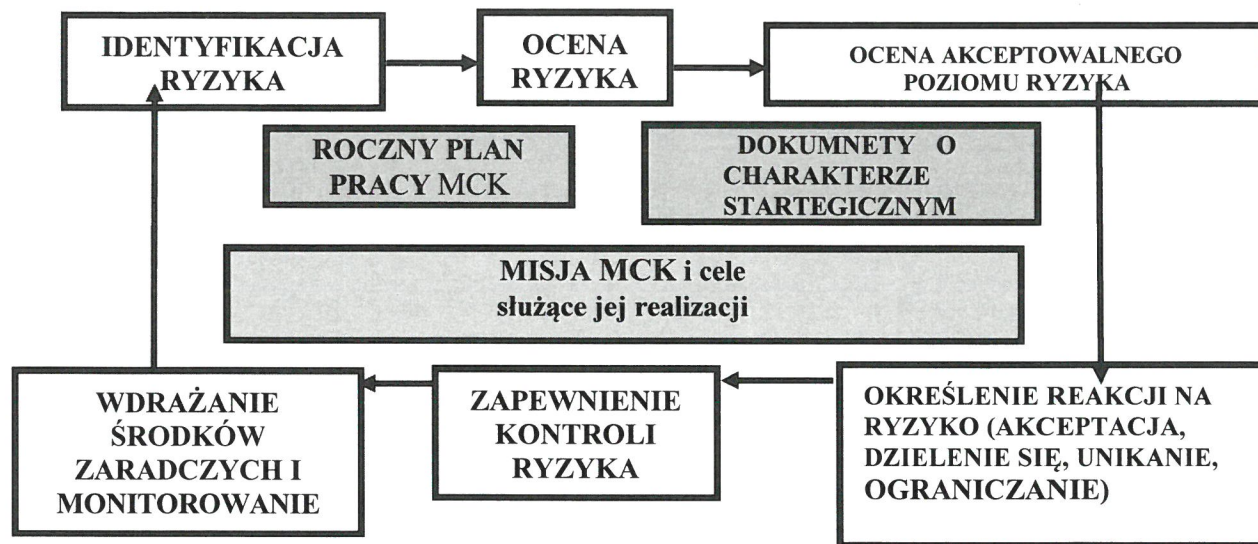 IDENTYFIKACJA
RYZYKA
OCENA
RYZYKA
OCENA AKCEPTOWALNEGO
POZIOMU RYZYKA
ROCZNY PLAN
PRACY MCK
DOKUMNETY O
CHARAKTERZE
STARTEGICZNYM
MISJA MCK i cele
służące jej realizacji
WDRAŻANIE
ŚRODKÓW
ZARADCZYCH I
MONITOROWANIE
ZAPEWNIENIE
KONTROLI
RYZYKA
OKREŚLENIE REAKCJI NA
RYZYKO (AKCEPTACJA,
DZIELENIE SIĘ, UNIKANIE,
OGRANICZANIE)